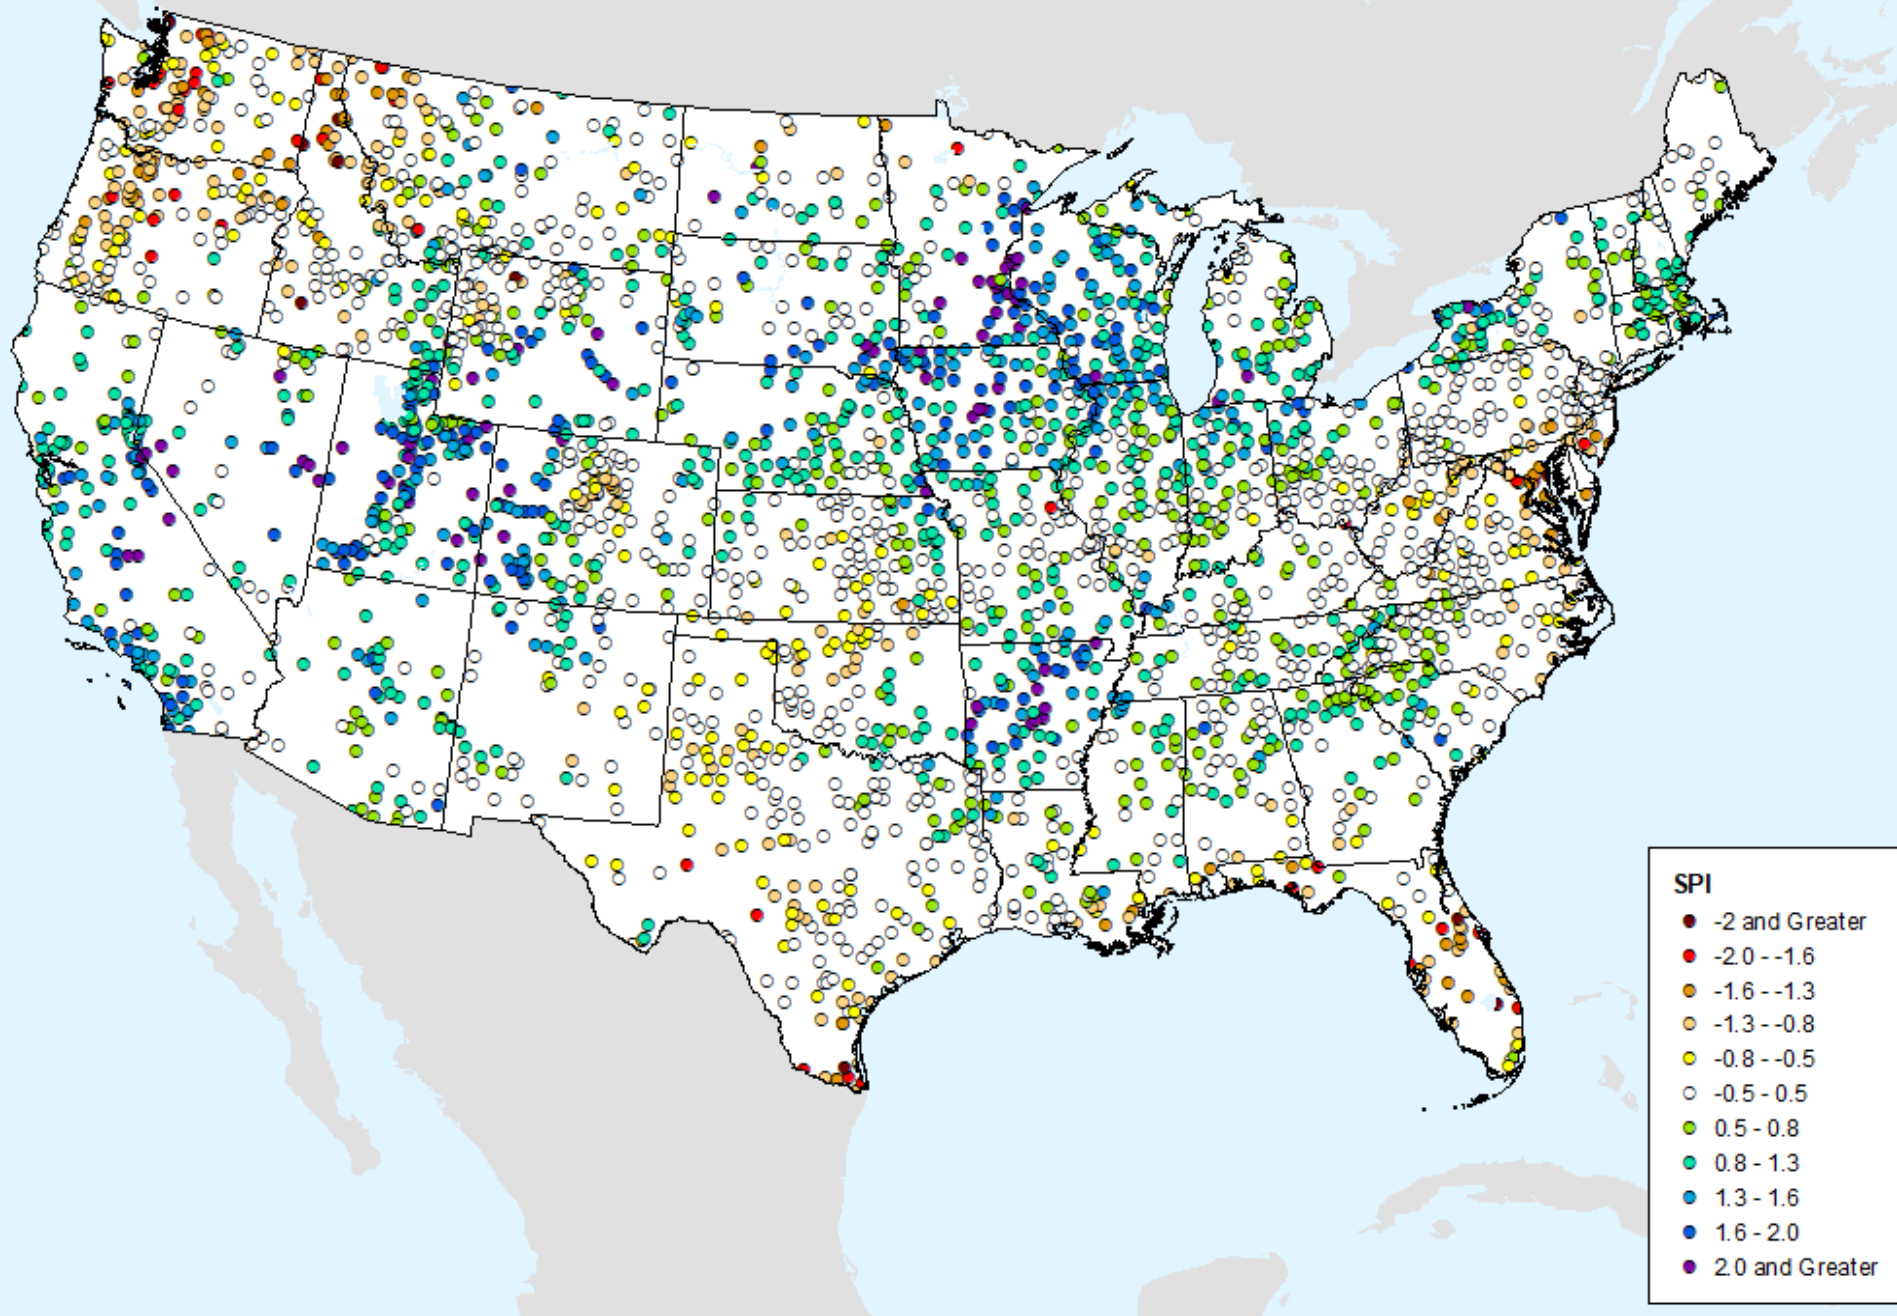 SPI
-2 and Greater
-2.0 - -1.6
-1.6 - -1.3
-1.3 - -0.8
-0.8 - -0.5
-0.5 - 0.5
0.5 - 0.8
0.8 - 1.3
1.3 - 1.6
1.6 - 2.0
2.0 and Greater